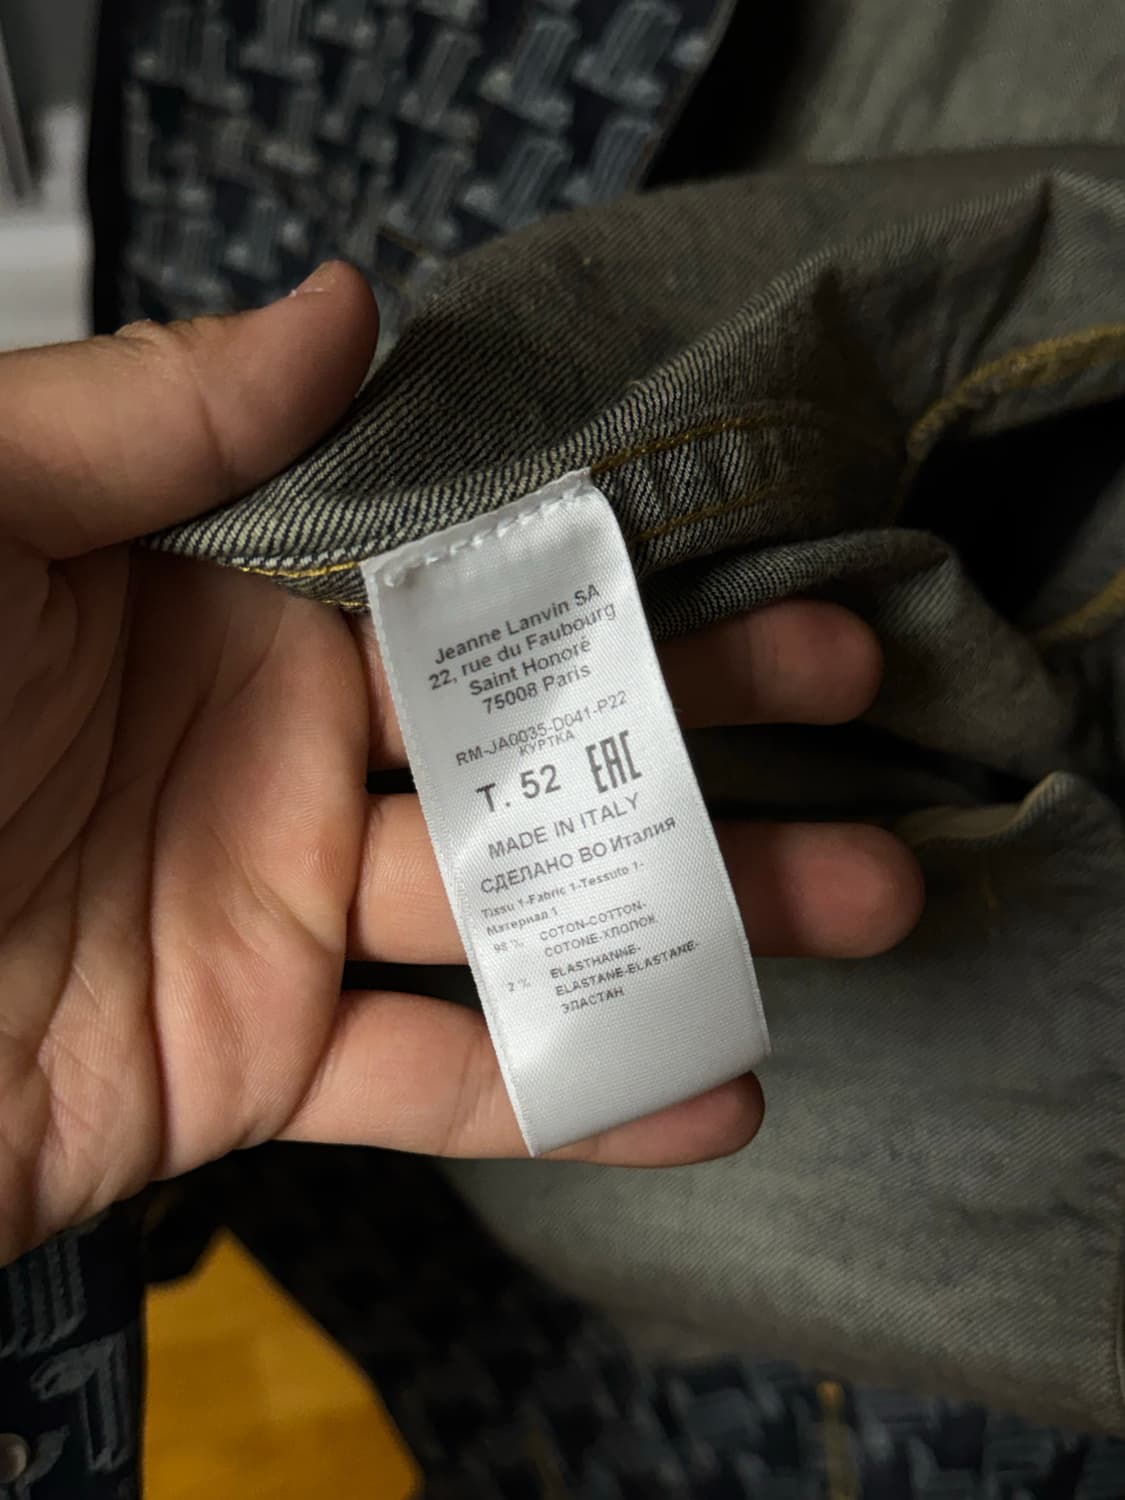 Jeanne Lanvin SA
22, rue du Faubourg
Saint Honoré
75008 Paris
RM-JA0035-D041-P22
КУРТКА
T. 52 EAC
MADE IN ITALY
СДЕЛАНО ВО Италия
Tissu 1-Fabric 1-Tessuto 1-
Материал 1
98 % COTON-COTTON-
COTONE-ХЛОПОК
2 % ELASTHANNE-
ELASTANE-ELASTANE-
ЭЛАСТАН